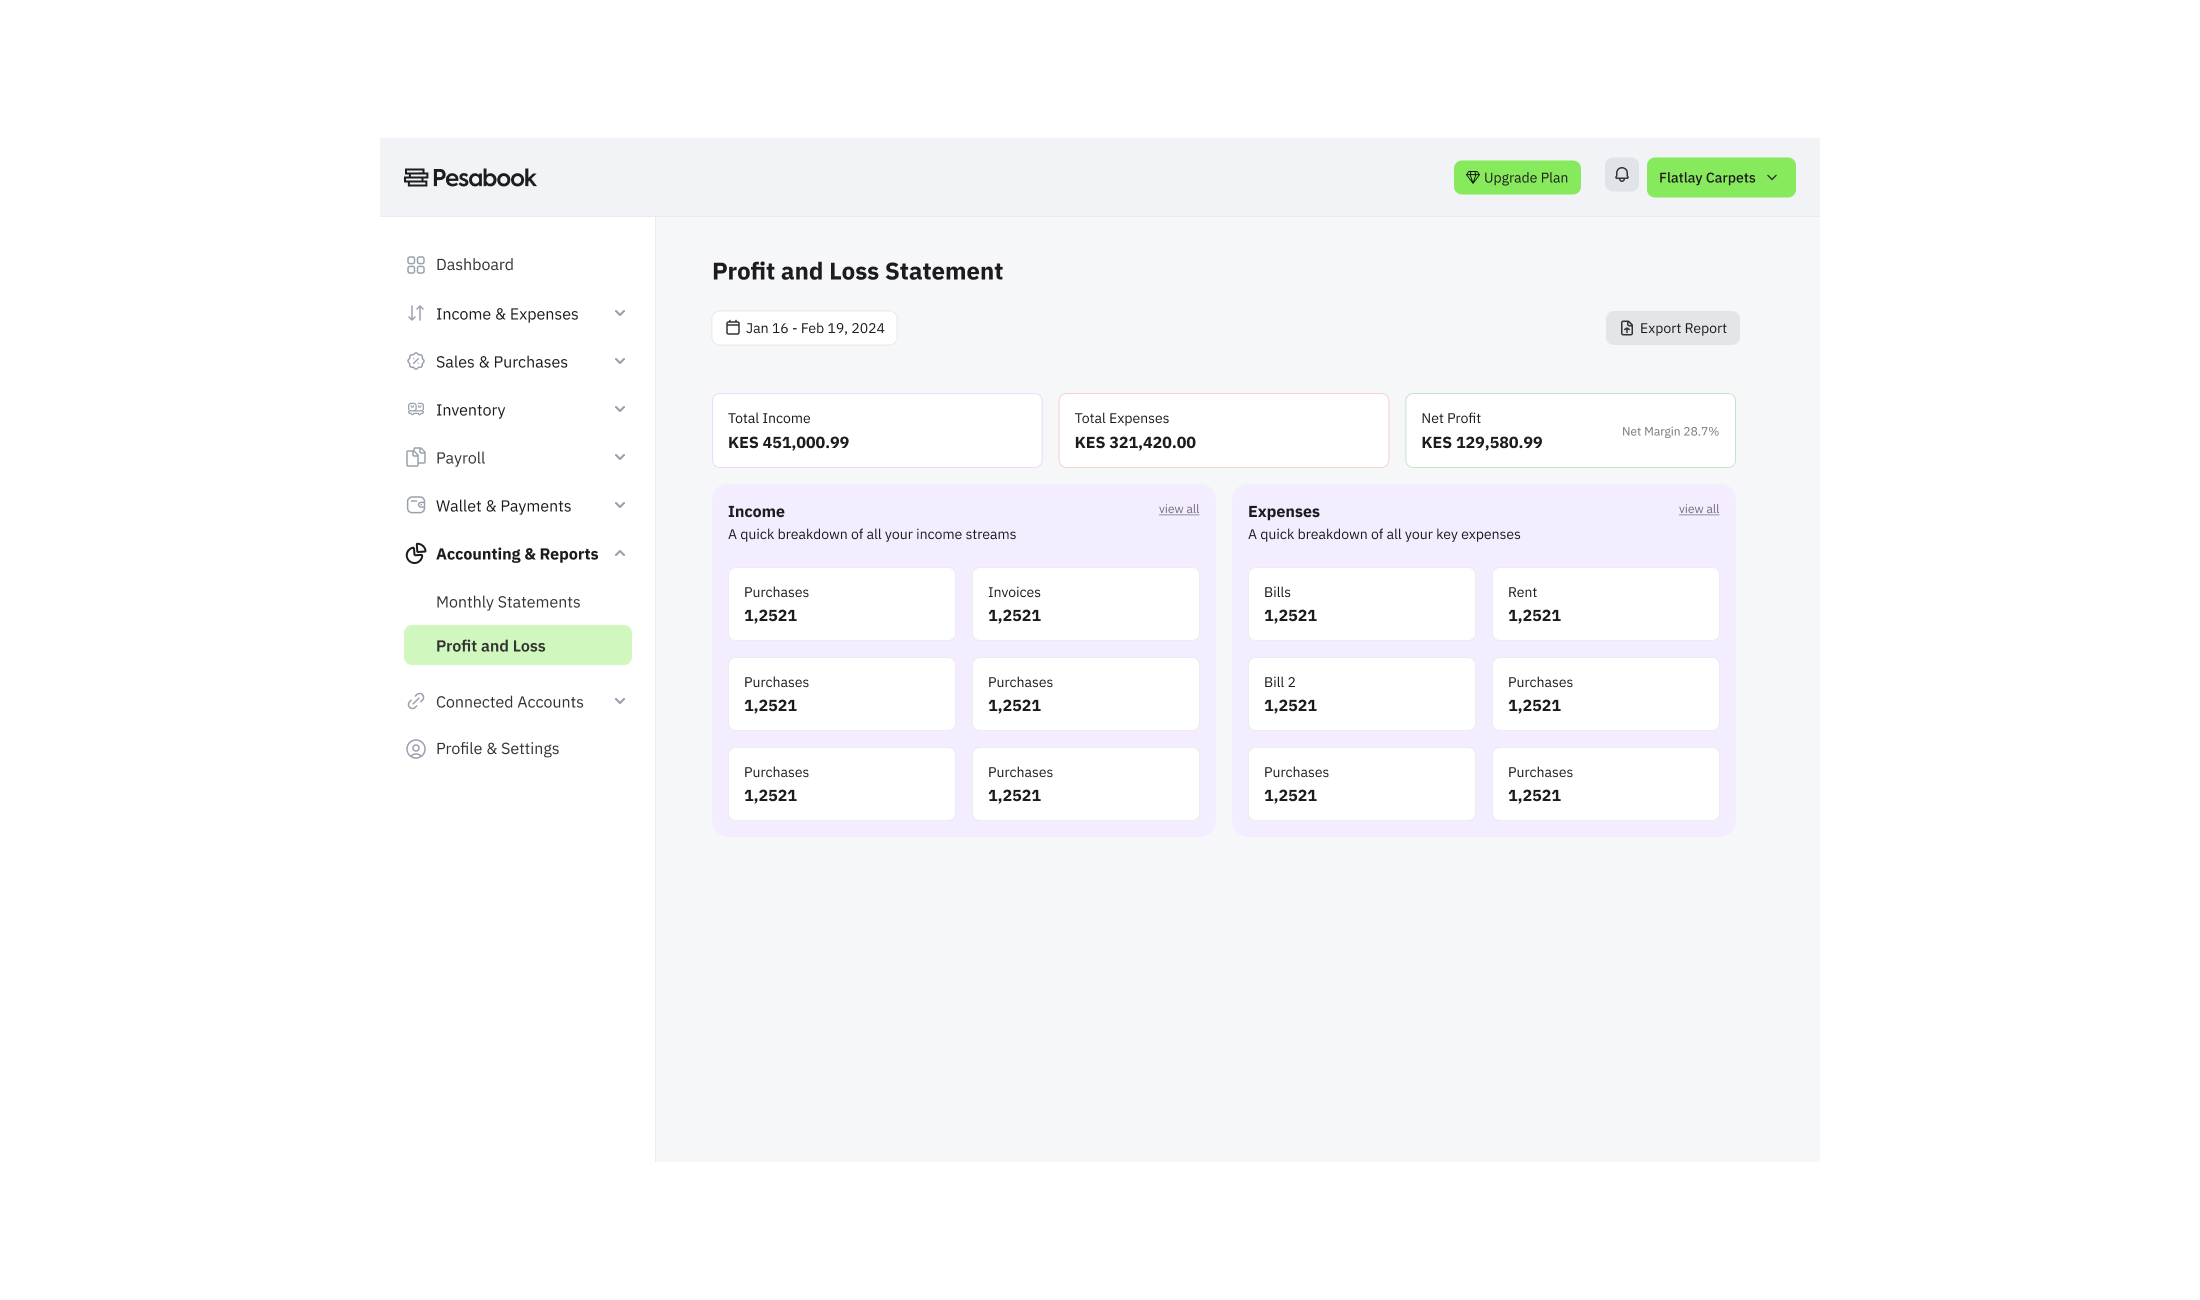 Pesabook
Upgrade Plan
Flatlay Carpets
Dashboard
Income & Expenses
Sales & Purchases
Inventory
Payroll
Wallet & Payments
Accounting & Reports
Monthly Statements
Profit and Loss
Connected Accounts
Profile & Settings
Profit and Loss Statement
Jan 16 - Feb 19, 2024
Export Report
Total Income
KES 451,000.99
Total Expenses
KES 321,420.00
Net Profit
KES 129,580.99
Net Margin 28.7%
Income
view all
A quick breakdown of all your income streams
Purchases
1,2521
Invoices
1,2521
Purchases
1,2521
Purchases
1,2521
Purchases
1,2521
Purchases
1,2521
Expenses
view all
A quick breakdown of all your key expenses
Bills
1,2521
Rent
1,2521
Bill 2
1,2521
Purchases
1,2521
Purchases
1,2521
Purchases
1,2521